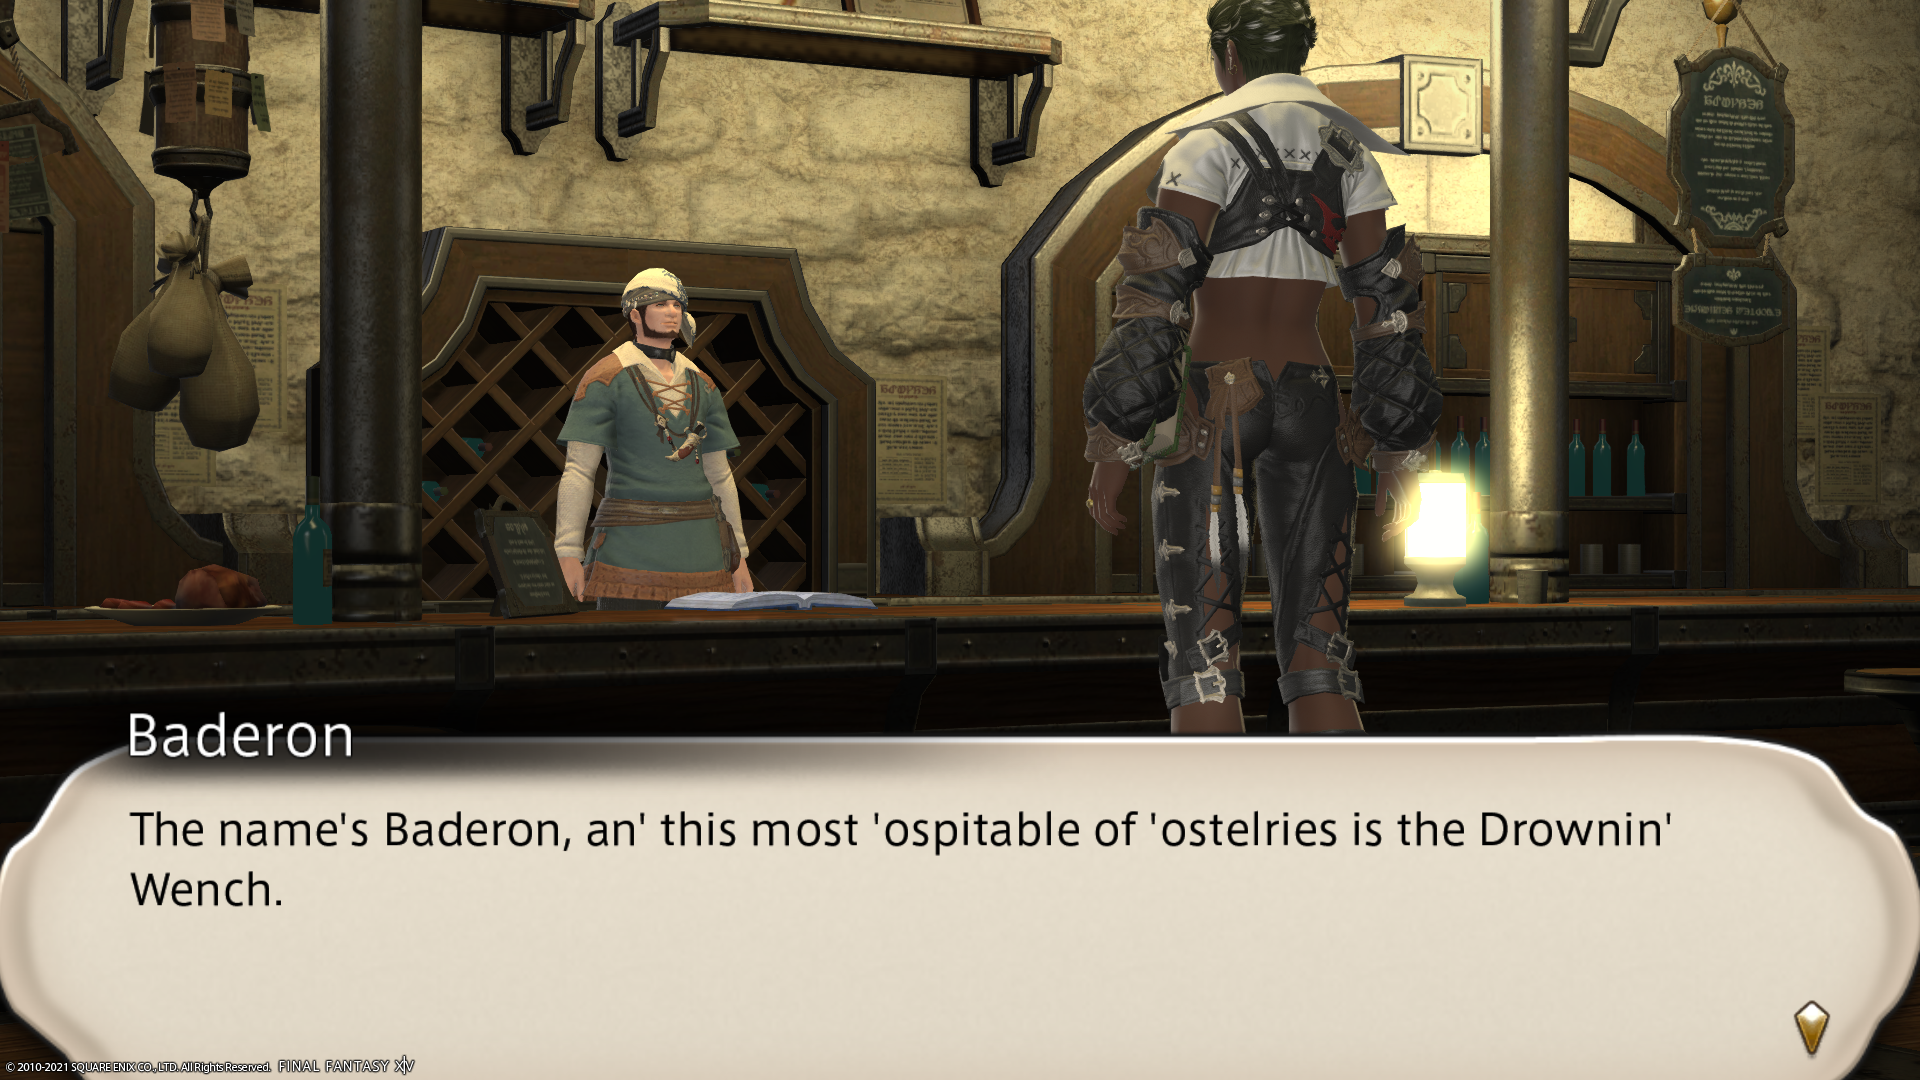 Baderon
The name's Baderon, an' this most 'ospitable of 'ostelries is the Drownin'
Wench.
© 2010-2021 SQUARE ENIX CO., LTD. All Rights Reserved. FINAL FANTASY XIV